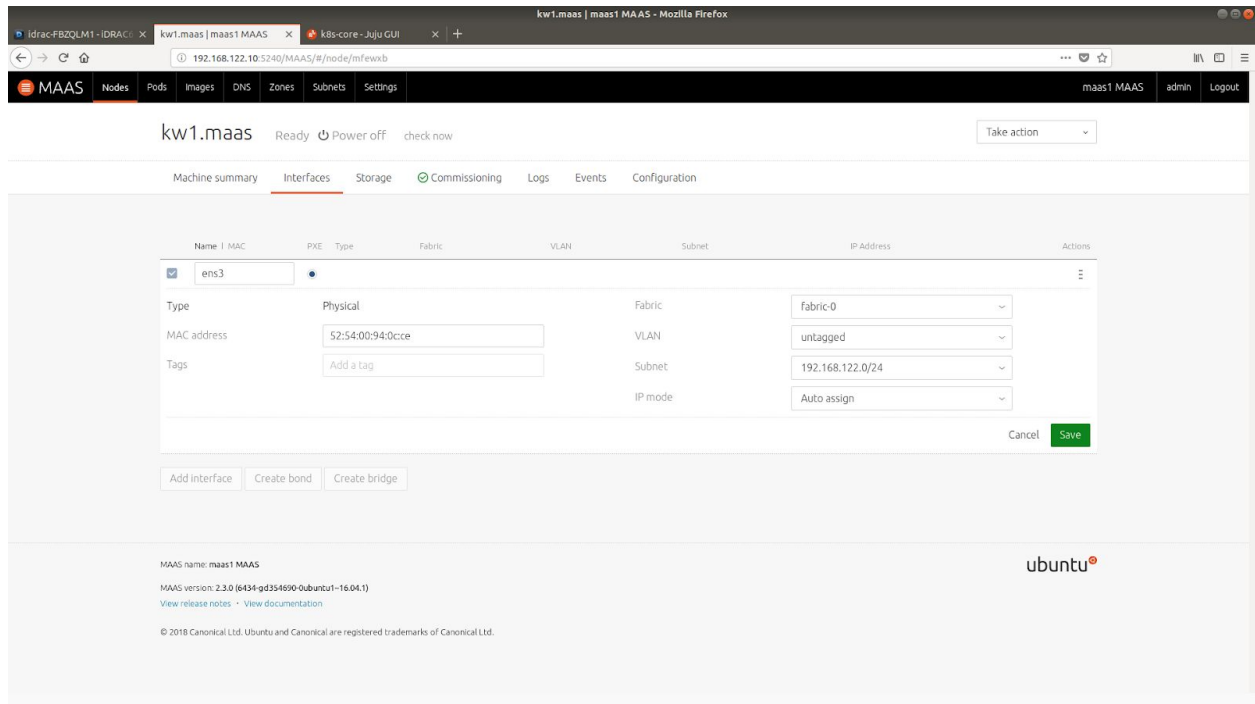 kw1.maas | maas1 MAAS - Mozilla Firefox
idrac-FBZQLM1 - iDRAC6 kw1.maas | maas1 MAAS k8s-core - Juju GUI
192.168.122.10:5240/MAAS/#/node/mfewxb
MAAS Nodes Pods Images DNS Zones Subnets Settings maas1 MAAS admin Logout
kw1.maas Ready Power off check now Take action
Machine summary Interfaces Storage Commissioning Logs Events Configuration
Name | MAC PXE Type Fabric VLAN Subnet IP Address Actions
ens3
Type Physical Fabric fabric-0
MAC address 52:54:00:94:0c:ce VLAN untagged
Tags Add a tag Subnet 192.168.122.0/24
IP mode Auto assign
Cancel Save
Add interface Create bond Create bridge
MAAS name: maas1 MAAS ubuntu
MAAS version: 2.3.0 (6434-gd354690-0ubuntu1~16.04.1)
View release notes • View documentation
© 2018 Canonical Ltd. Ubuntu and Canonical are registered trademarks of Canonical Ltd.